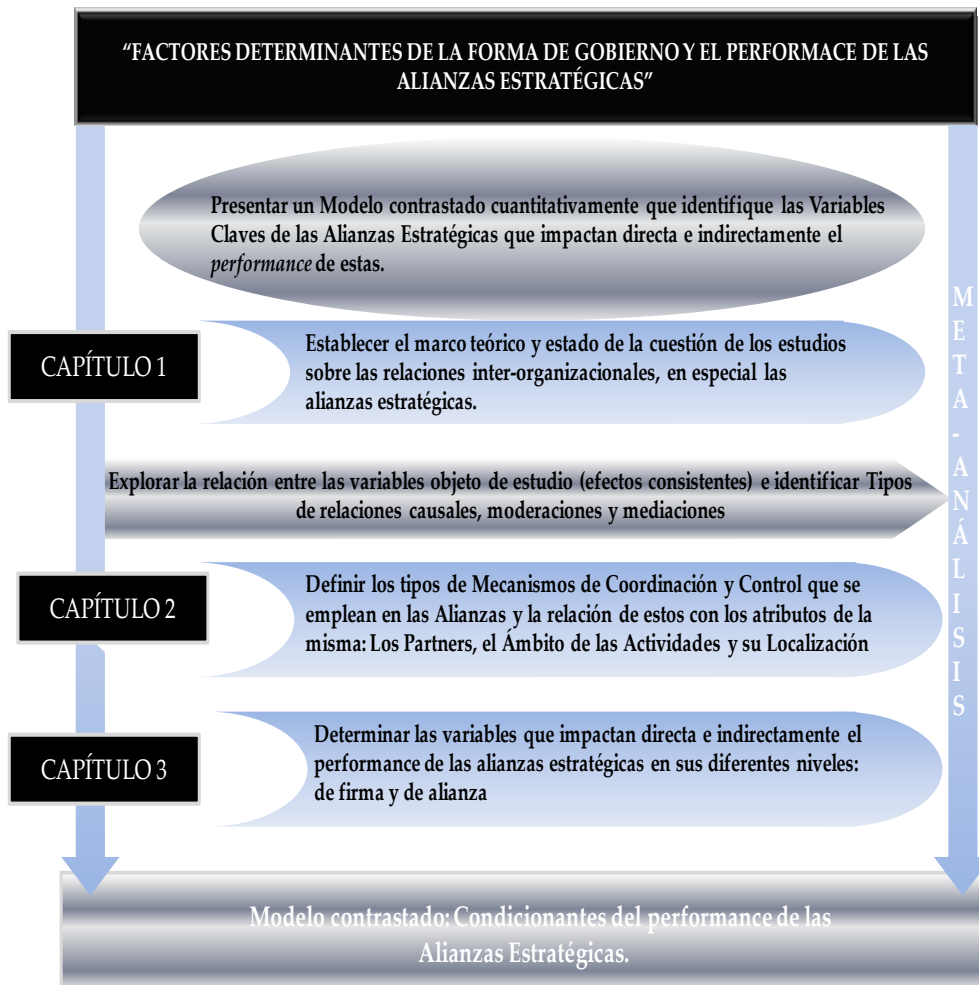 “FACTORES DETERMINANTES DE LA FORMA DE GOBIERNO Y EL PERFORMACE DE LAS
ALIANZAS ESTRATÉGICAS”
Presentar un Modelo contrastado cuantitativamente que identifique las Variables
Claves de las Alianzas Estratégicas que impactan directa e indirectamente el
performance de estas.
CAPÍTULO 1
Establecer el marco teórico y estado de la cuestión de los estudios
sobre las relaciones inter-organizacionales, en especial las
alianzas estratégicas.
Explorar la relación entre las variables objeto de estudio (efectos consistentes) e identificar Tipos
de relaciones causales, moderaciones y mediaciones
CAPÍTULO 2
Definir los tipos de Mecanismos de Coordinación y Control que se
emplean en las Alianzas y la relación de estos con los atributos de la
misma: Los Partners, el Ámbito de las Actividades y su Localización
CAPÍTULO 3
Determinar las variables que impactan directa e indirectamente el
performance de las alianzas estratégicas en sus diferentes niveles:
de firma y de alianza
META-ANÁLISIS
Modelo contrastado: Condicionantes del performance de las
Alianzas Estratégicas.